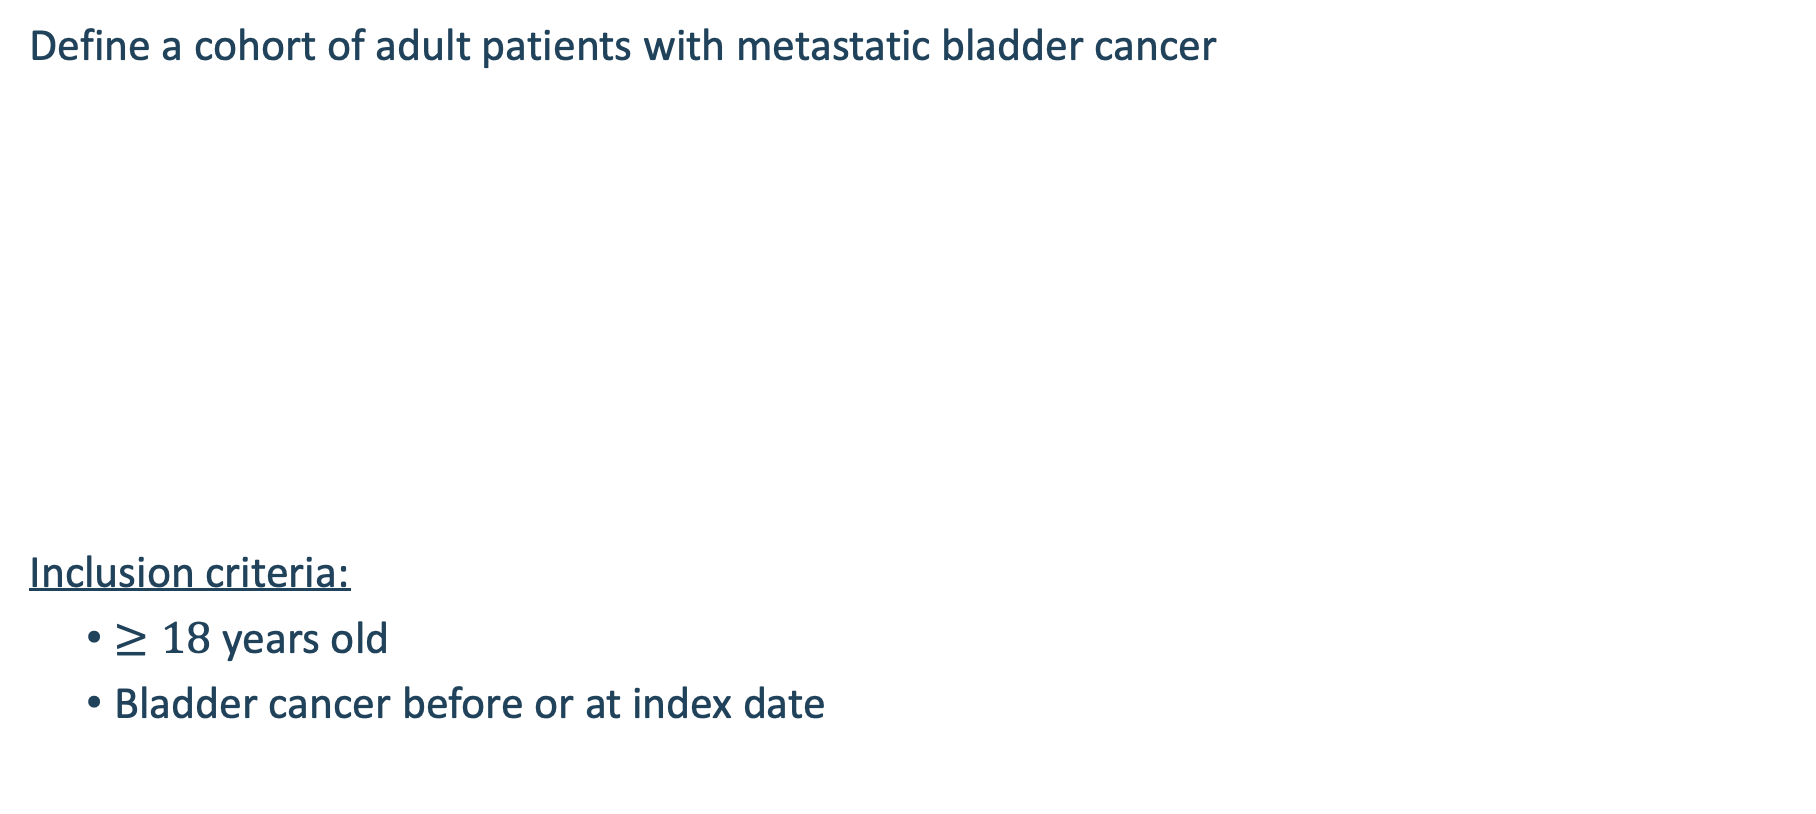 Define a cohort of adult patients with metastatic bladder cancer
Inclusion criteria:
• ≥ 18 years old
• Bladder cancer before or at index date